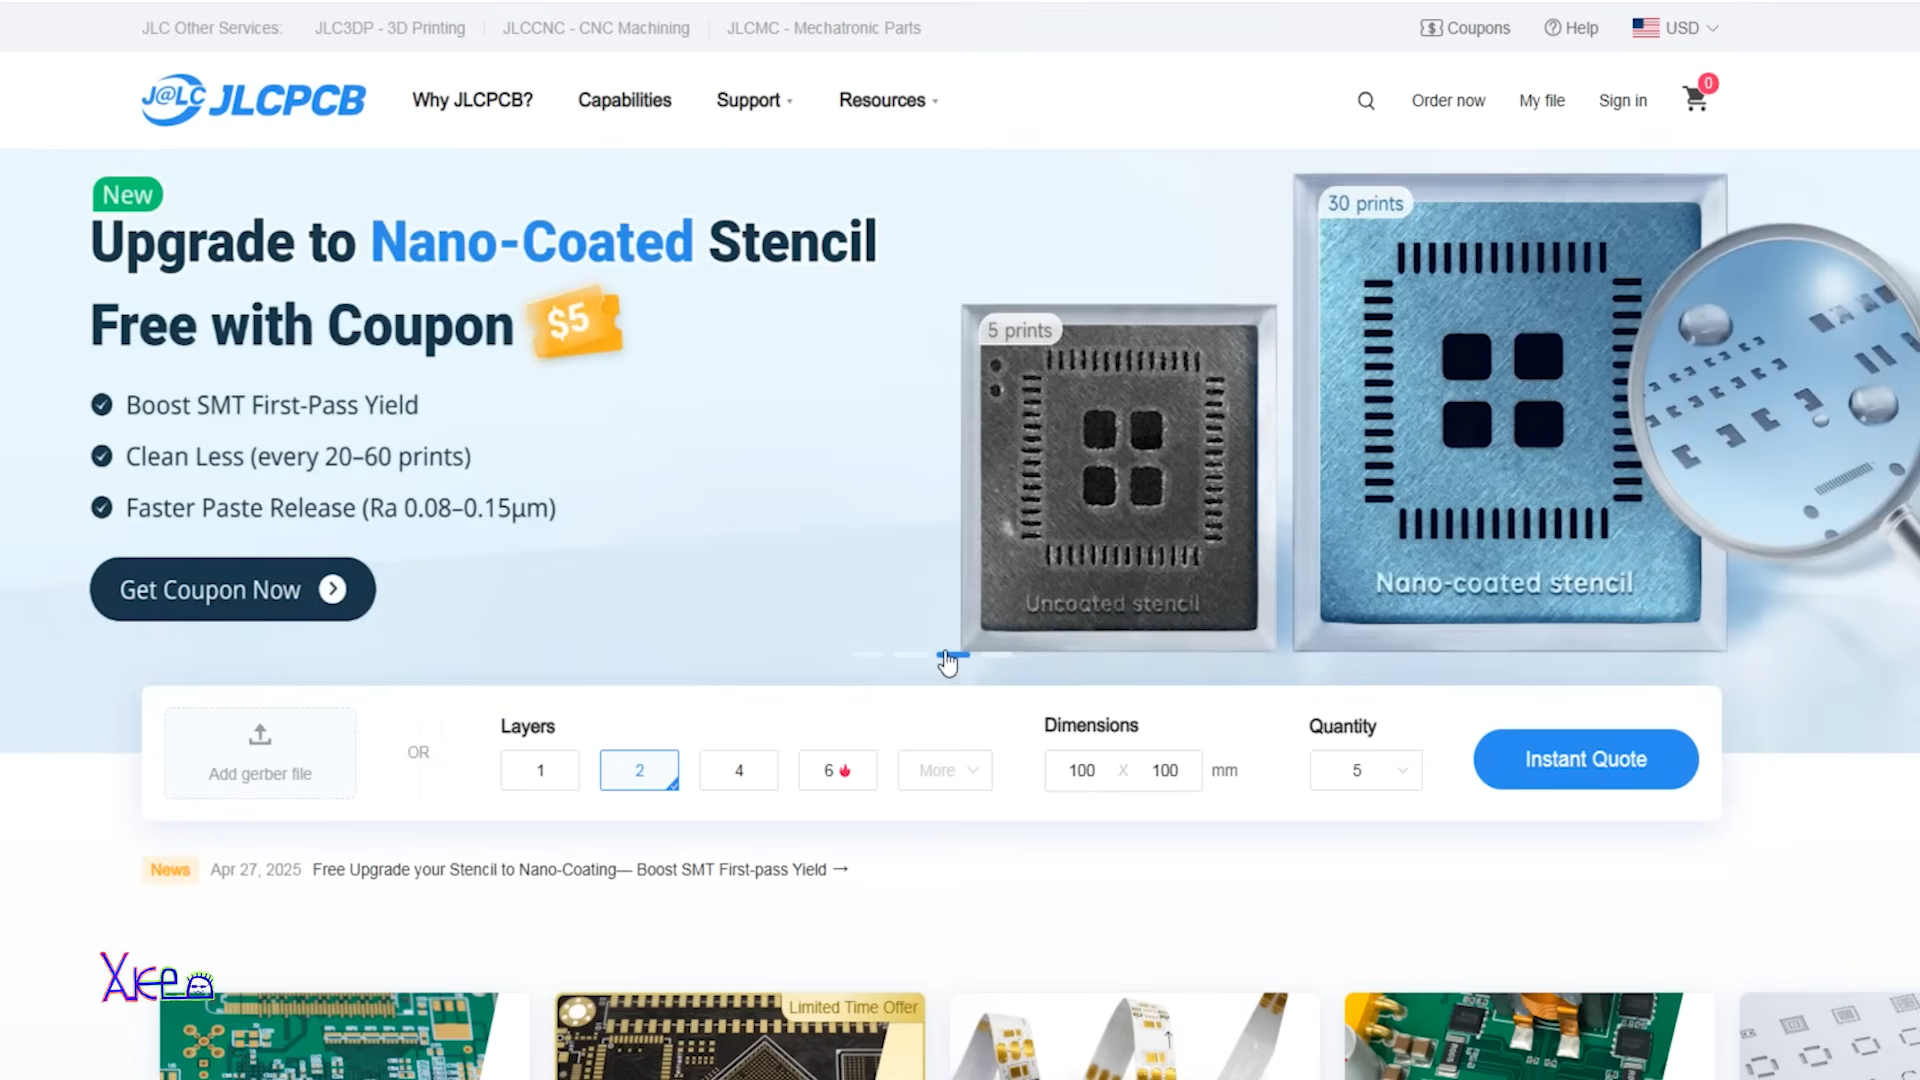 JLC Other Services: JLC3DP - 3D Printing JLCCNC - CNC Machining JLCMC - Mechatronic Parts
$ Coupons ? Help USD
J@LC JLCPCB Why JLCPCB? Capabilities Support Resources Order now My file Sign in 0
New
Upgrade to Nano-Coated Stencil
Free with Coupon $5
Boost SMT First-Pass Yield
Clean Less (every 20–60 prints)
Faster Paste Release (Ra 0.08–0.15μm)
Get Coupon Now
5 prints
Uncoated stencil
30 prints
Nano-coated stencil
Add gerber file
OR
Layers
1 2 4 6 More
Dimensions
100 X 100 mm
Quantity
5
Instant Quote
News Apr 27, 2025 Free Upgrade your Stencil to Nano-Coating— Boost SMT First-pass Yield →
Limited Time Offer